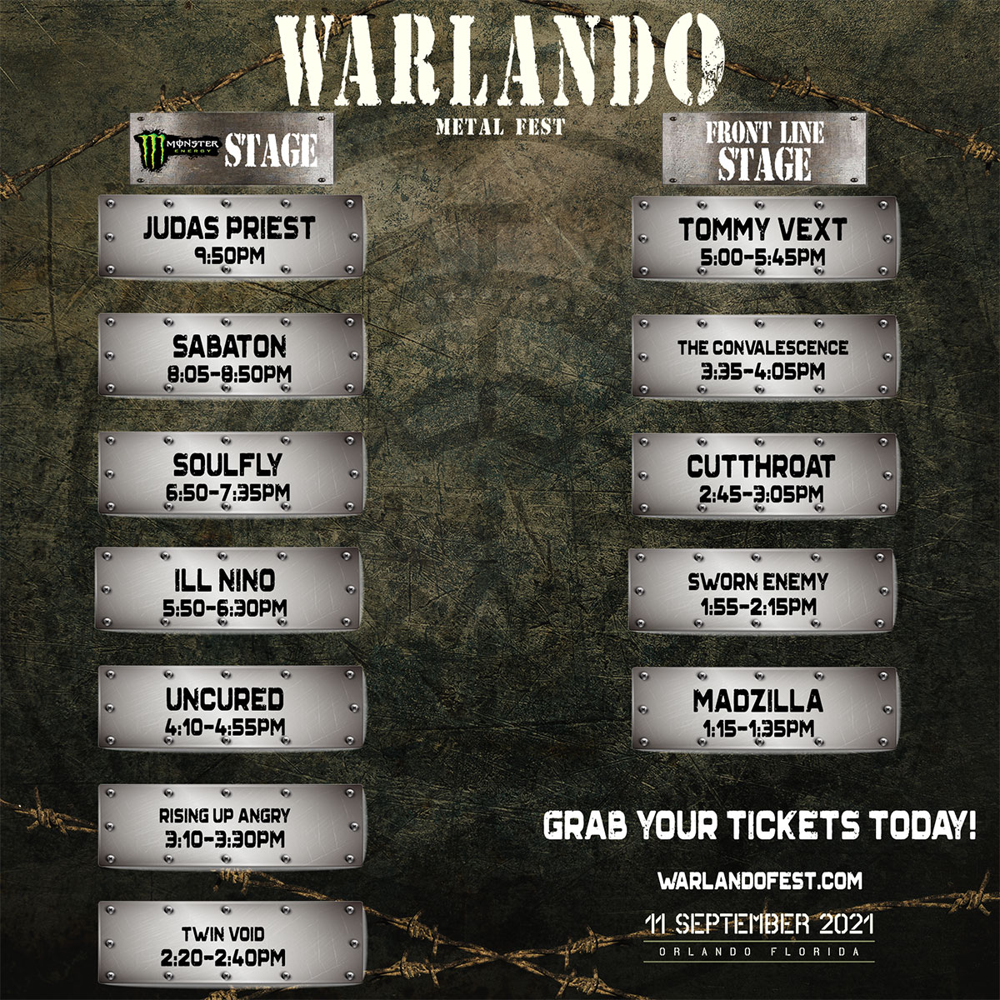 WARLANDO
METAL FEST
MONSTER
ENERGY
STAGE
JUDAS PRIEST
9:50PM
SABATON
8:05-8:50PM
SOULFLY
6:50-7:35PM
ILL NINO
5:50-6:30PM
UNCURED
4:10-4:55PM
RISING UP ANGRY
3:10-3:30PM
TWIN VOID
2:20-2:40PM
FRONT LINE
STAGE
TOMMY VEXT
5:00-5:45PM
THE CONVALESCENCE
3:35-4:05PM
CUTTHROAT
2:45-3:05PM
SWORN ENEMY
1:55-2:15PM
MADZILLA
1:15-1:35PM
GRAB YOUR TICKETS TODAY!
WARLANDOFEST.COM
11 SEPTEMBER 2021
ORLANDO FLORIDA